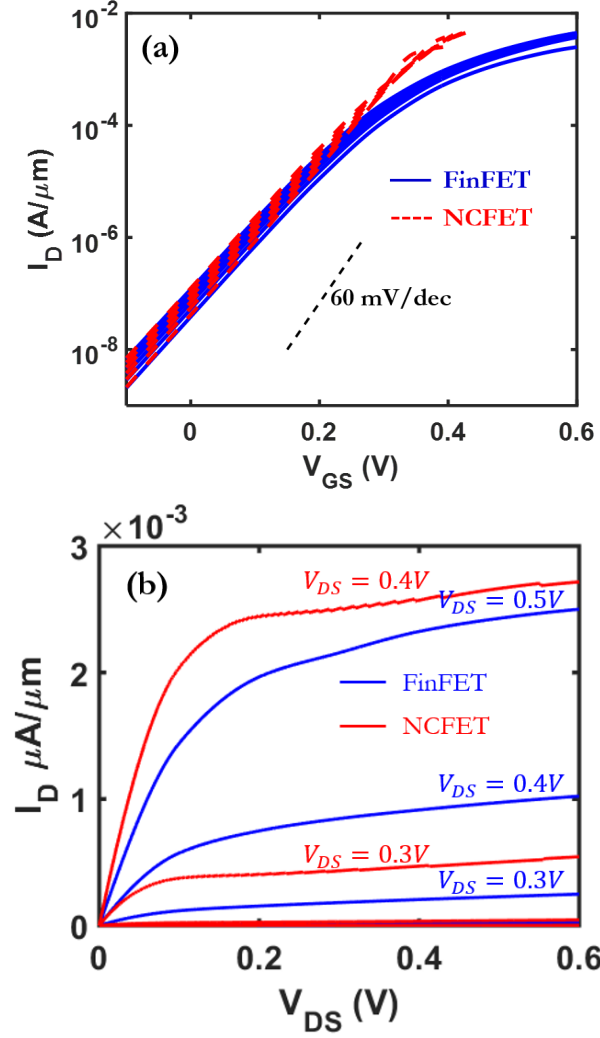 (a)
10⁻²
10⁻⁴
10⁻⁶
10⁻⁸
I_D (A/μm)
FinFET
NCFET
60 mV/dec
0 0.2 0.4 0.6
V_GS (V)
× 10⁻³
(b)
3
2
1
0
I_D μA/μm
V_DS = 0.4V
V_DS = 0.5V
FinFET
NCFET
V_DS = 0.4V
V_DS = 0.3V
V_DS = 0.3V
0 0.2 0.4 0.6
V_DS (V)